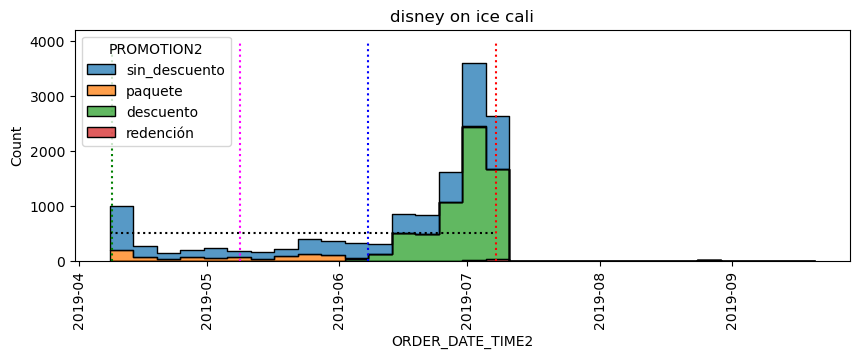 disney on ice cali
4000
3000
2000
1000
0
Count
PROMOTION2
sin_descuento
paquete
descuento
redención
2019-04
2019-05
2019-06
2019-07
2019-08
2019-09
ORDER_DATE_TIME2